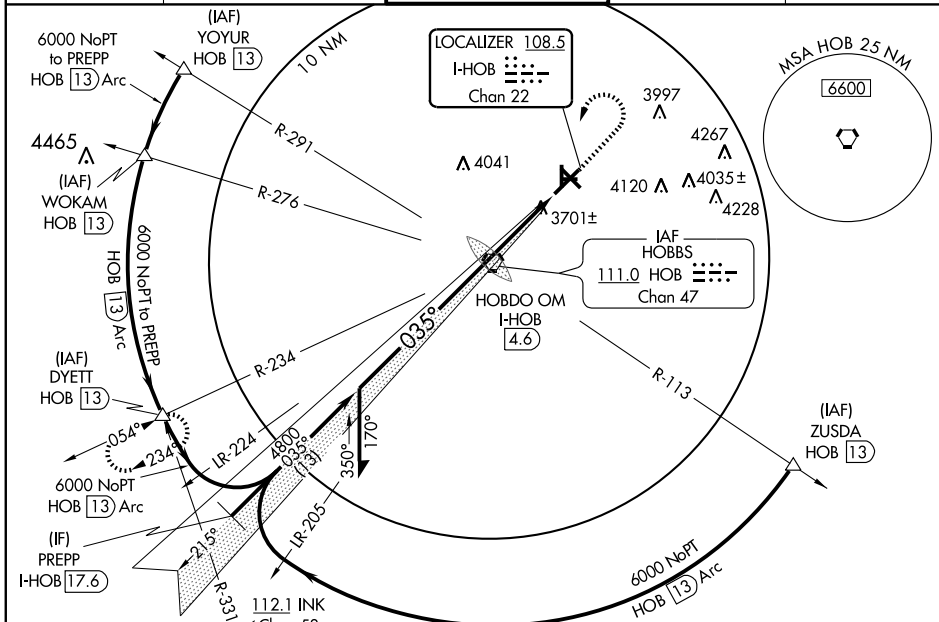 (IAF)
YOYUR
HOB 13
6000 NoPT
to PREPP
HOB 13 Arc
10 NM
LOCALIZER 108.5
I-HOB
Chan 22
MSA HOB 25 NM
6600
3997
4267
4465
R-291
4041
4120
4035±
4228
(IAF)
WOKAM
HOB 13
R-276
3701±
IAF
HOBBS
111.0 HOB
Chan 47
6000 NoPT to PREPP
HOB 13 Arc
HOBDO OM
I-HOB
4.6
035°
(IAF)
DYETT
HOB 13
R-234
R-113
(IAF)
ZUSDA
HOB 13
054°
234°
LR-224
4800
035°
(13)
350°
170°
6000 NoPT
HOB 13 Arc
LR-205
(IF)
PREPP
I-HOB 17.6
215°
R-331
6000 NoPT
HOB 13 Arc
112.1 INK